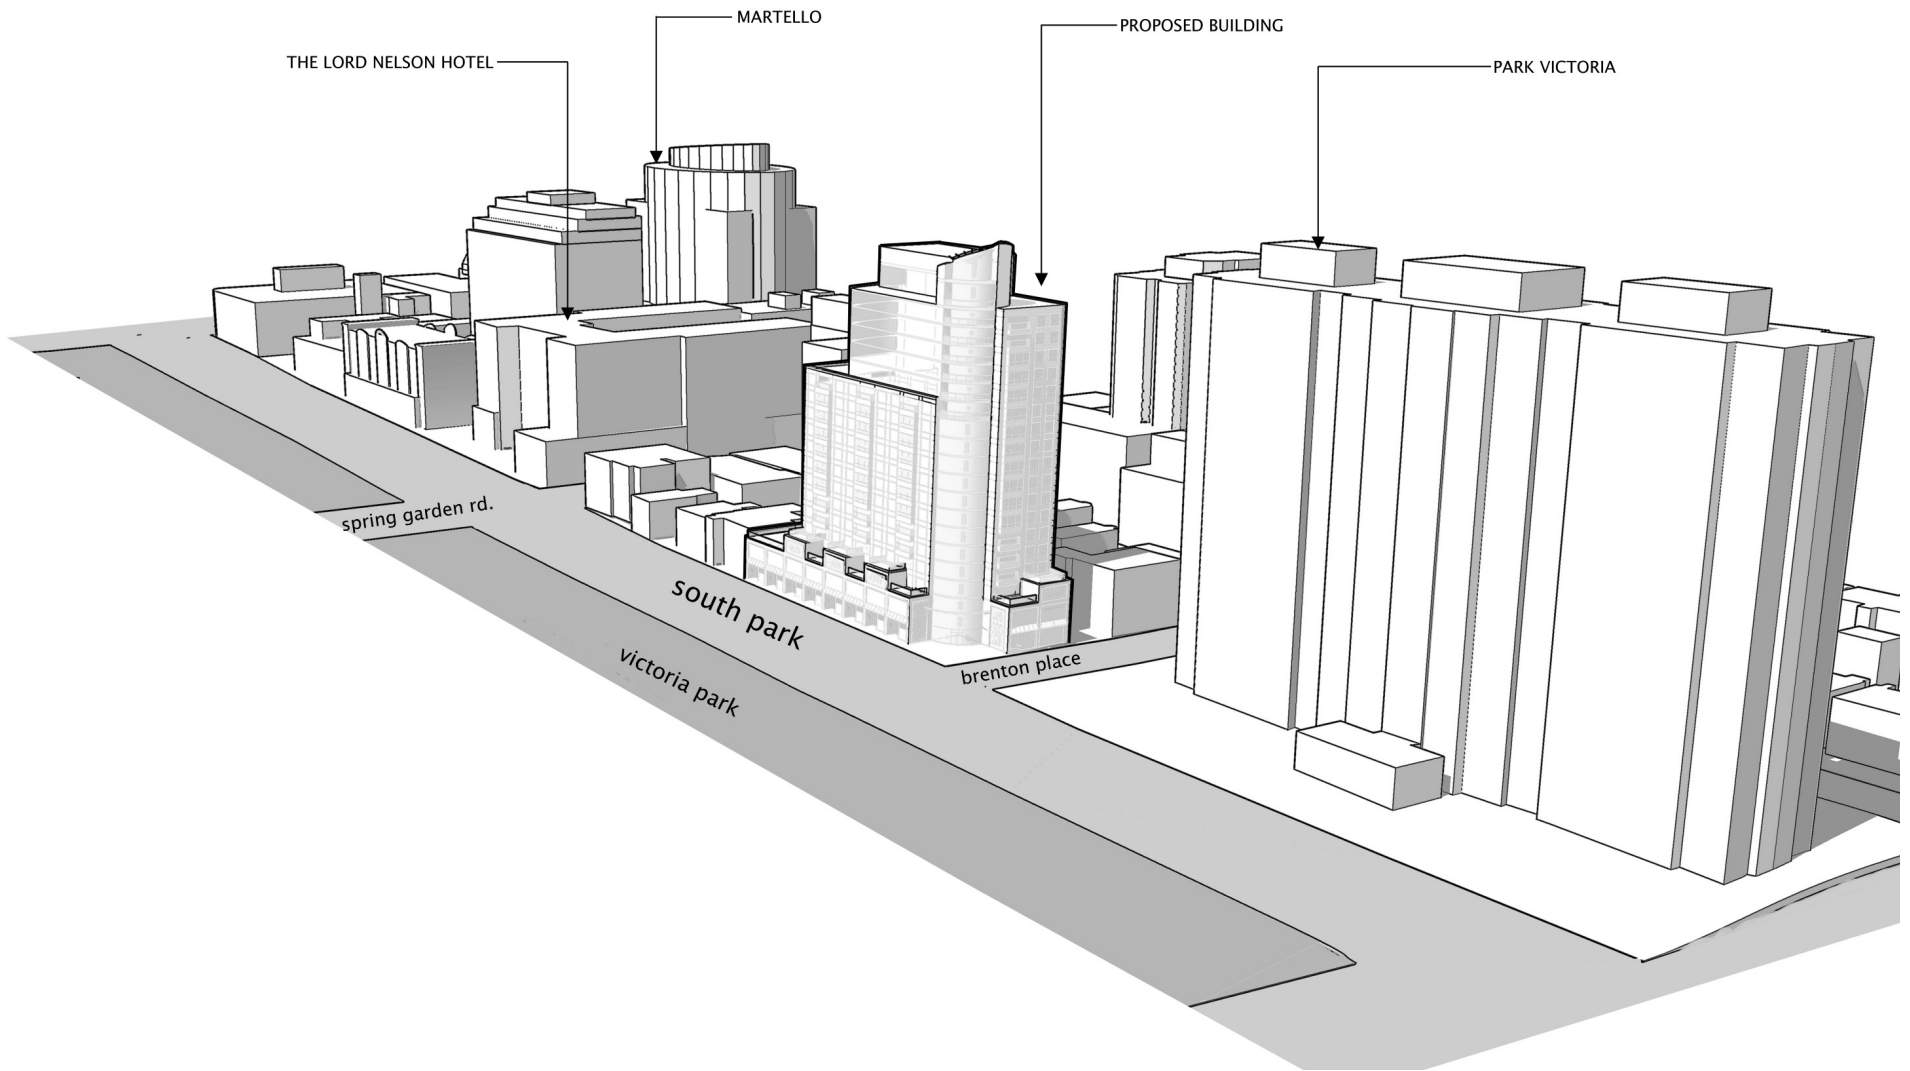 MARTELLO
PROPOSED BUILDING
THE LORD NELSON HOTEL
PARK VICTORIA
spring garden rd.
south park
victoria park
brenton place